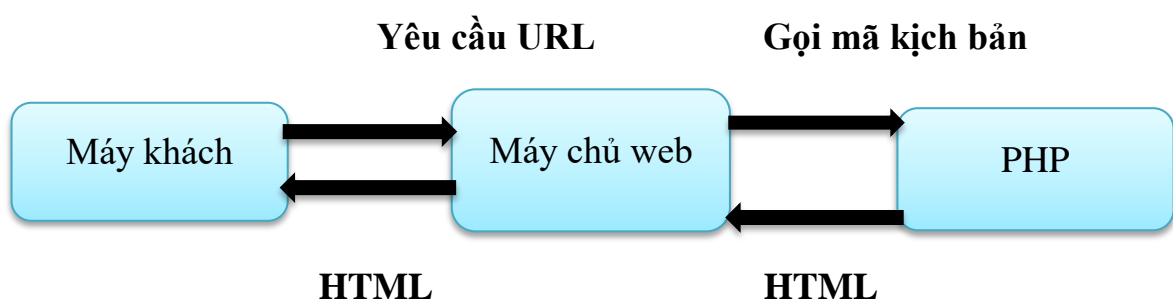 Yêu cầu URL
Gọi mã kịch bản
Máy khách
Máy chủ web
PHP
HTML
HTML